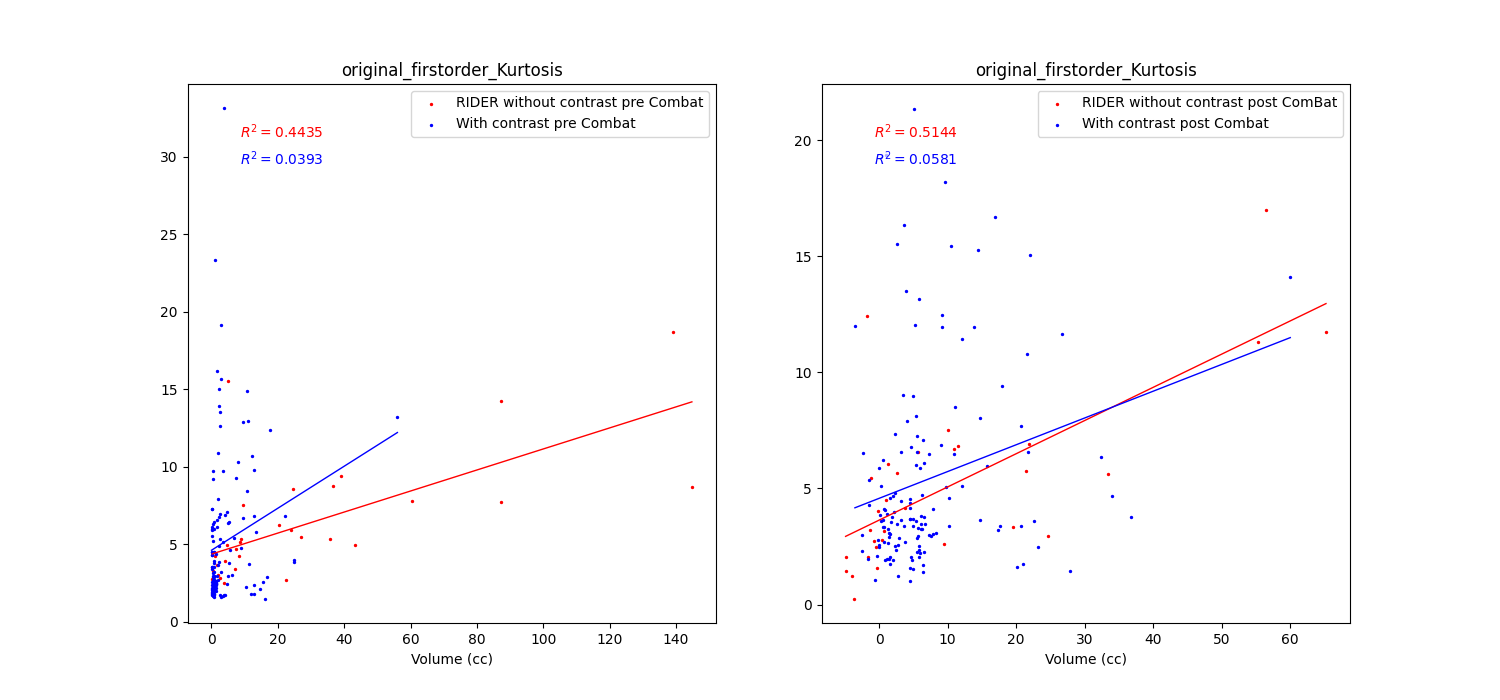 original_firstorder_Kurtosis
RIDER without contrast pre Combat
With contrast pre Combat
R² = 0.4435
R² = 0.0393
30
25
20
15
10
5
0
0 20 40 60 80 100 120 140
Volume (cc)
original_firstorder_Kurtosis
RIDER without contrast post ComBat
With contrast post Combat
R² = 0.5144
R² = 0.0581
20
15
10
5
0
0 10 20 30 40 50 60
Volume (cc)